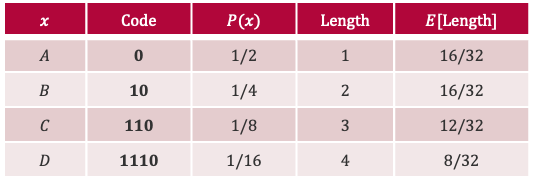 x Code P(x) Length E[Length]
A 0 1/2 1 16/32
B 10 1/4 2 16/32
C 110 1/8 3 12/32
D 1110 1/16 4 8/32